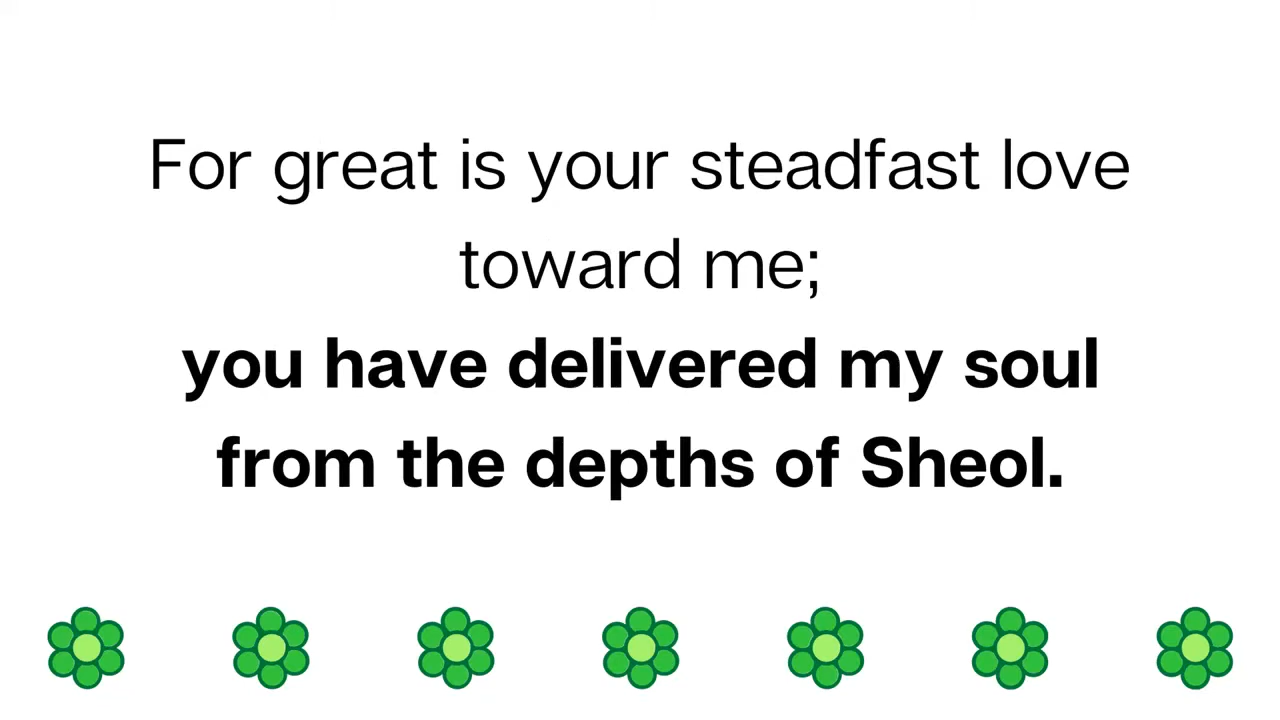 For great is your steadfast love
toward me;
you have delivered my soul
from the depths of Sheol.